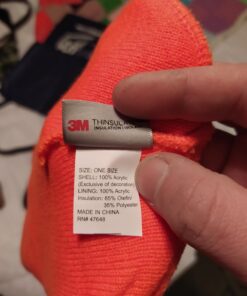 3M THINSUL
INSULATION
SIZE: ONE SIZE
SHELL: 100% Acrylic
(Exclusive of decoration)
LINING: 100% Acrylic
Insulation: 65% Olefin/
35% Polyester
MADE IN CHINA
RN# 47648